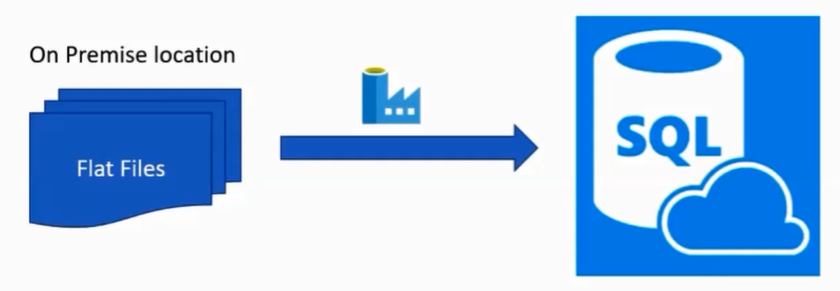 On Premise location
Flat Files
SQL